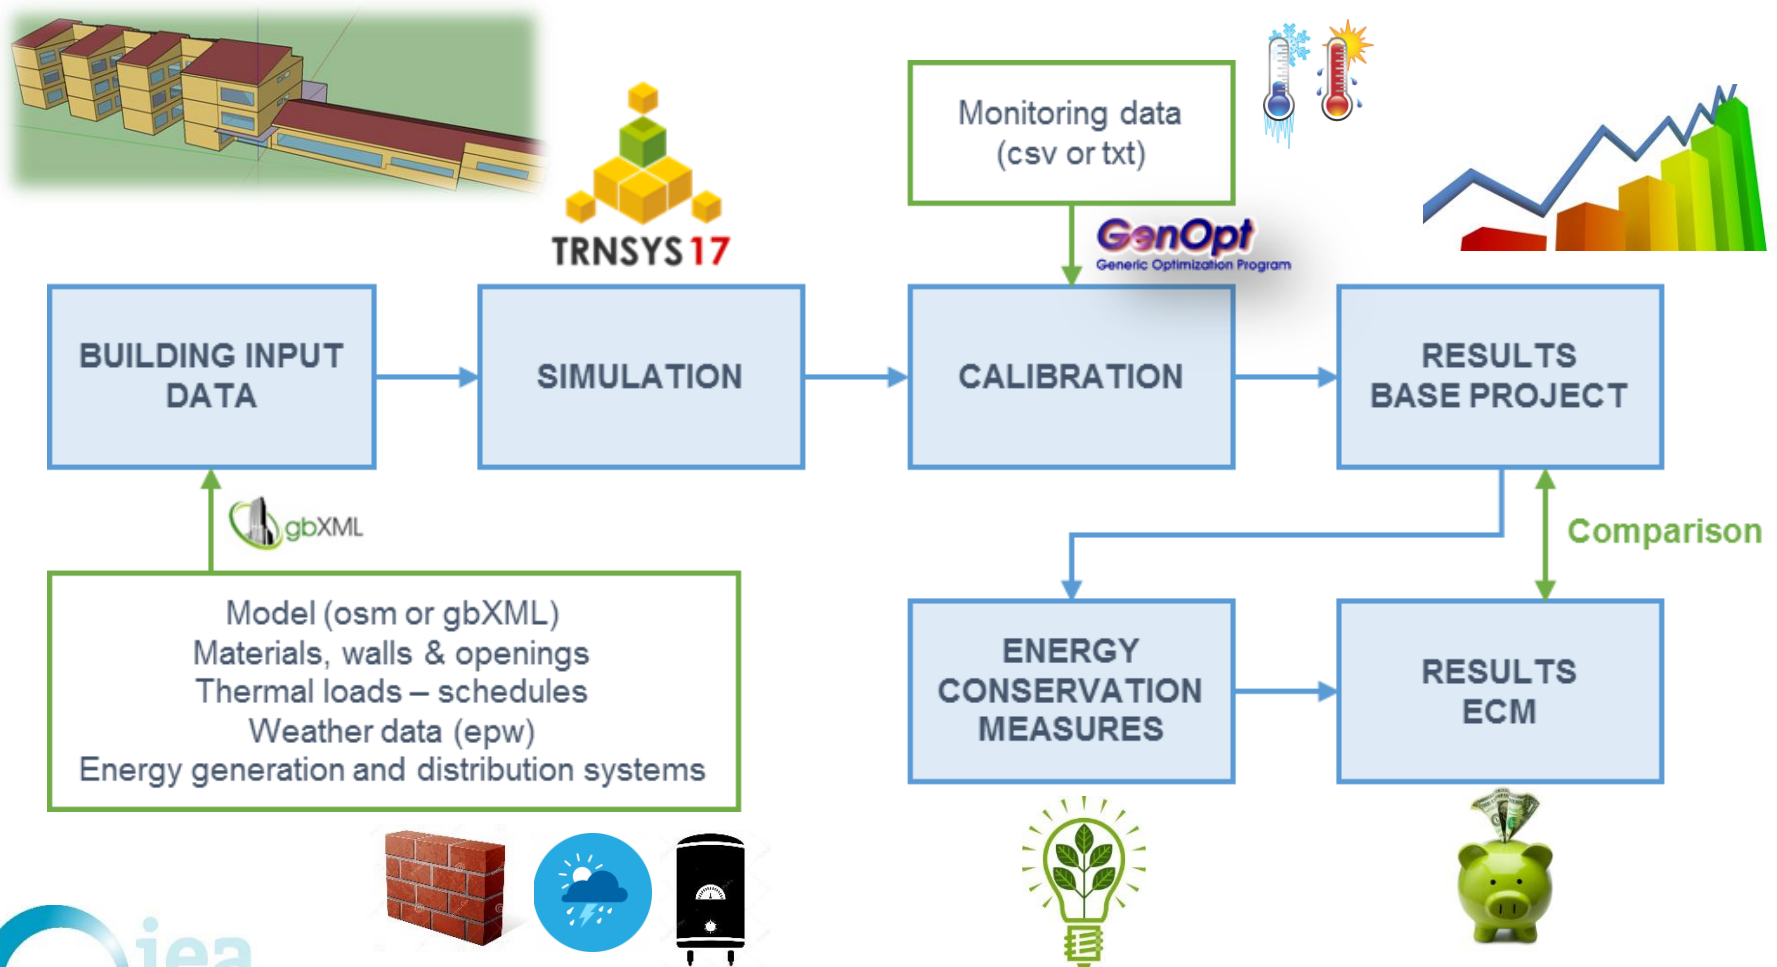 TRNSYS 17
Monitoring data
(csv or txt)
GenOpt
Generic Optimization Program
BUILDING INPUT
DATA
SIMULATION
CALIBRATION
RESULTS
BASE PROJECT
gbXML
Comparison
Model (osm or gbXML)
Materials, walls & openings
Thermal loads – schedules
Weather data (epw)
Energy generation and distribution systems
ENERGY
CONSERVATION
MEASURES
RESULTS
ECM
iea